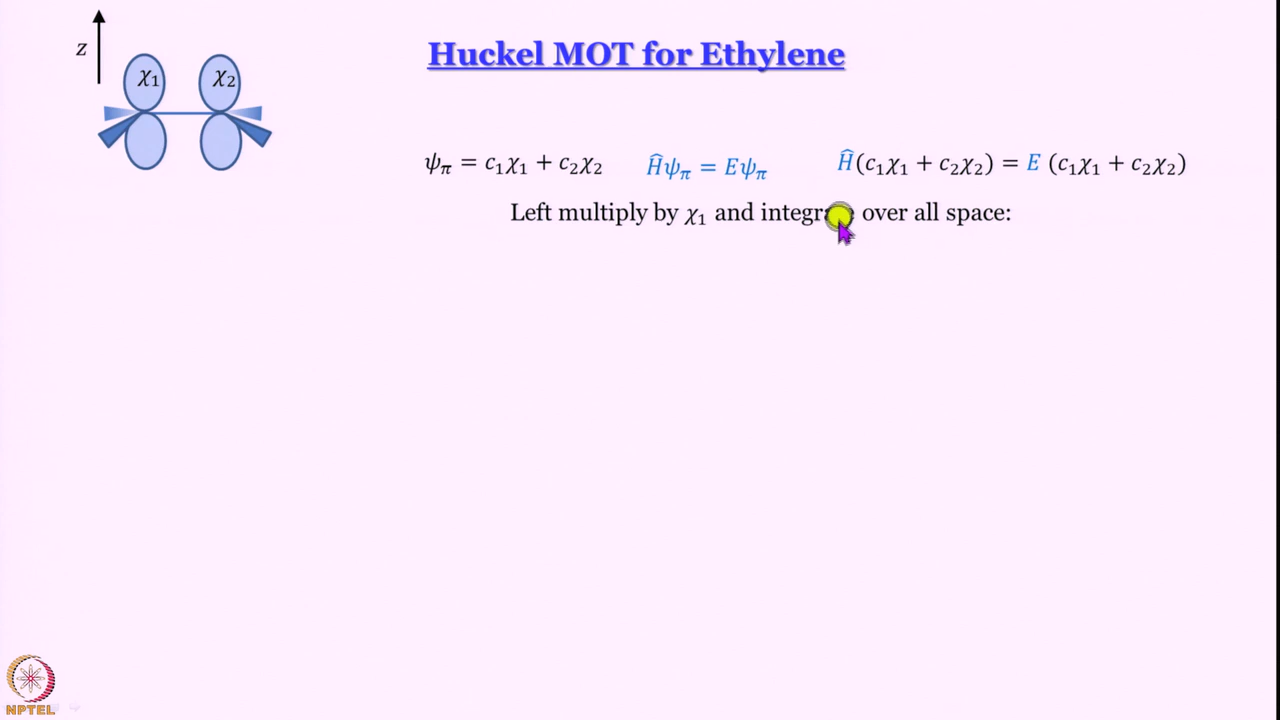 Huckel MOT for Ethylene
z
χ₁ χ₂
ψπ = c₁χ₁ + c₂χ₂ Ĥψπ = Eψπ Ĥ(c₁χ₁ + c₂χ₂) = E (c₁χ₁ + c₂χ₂)
Left multiply by χ₁ and integrate over all space:
NPTEL